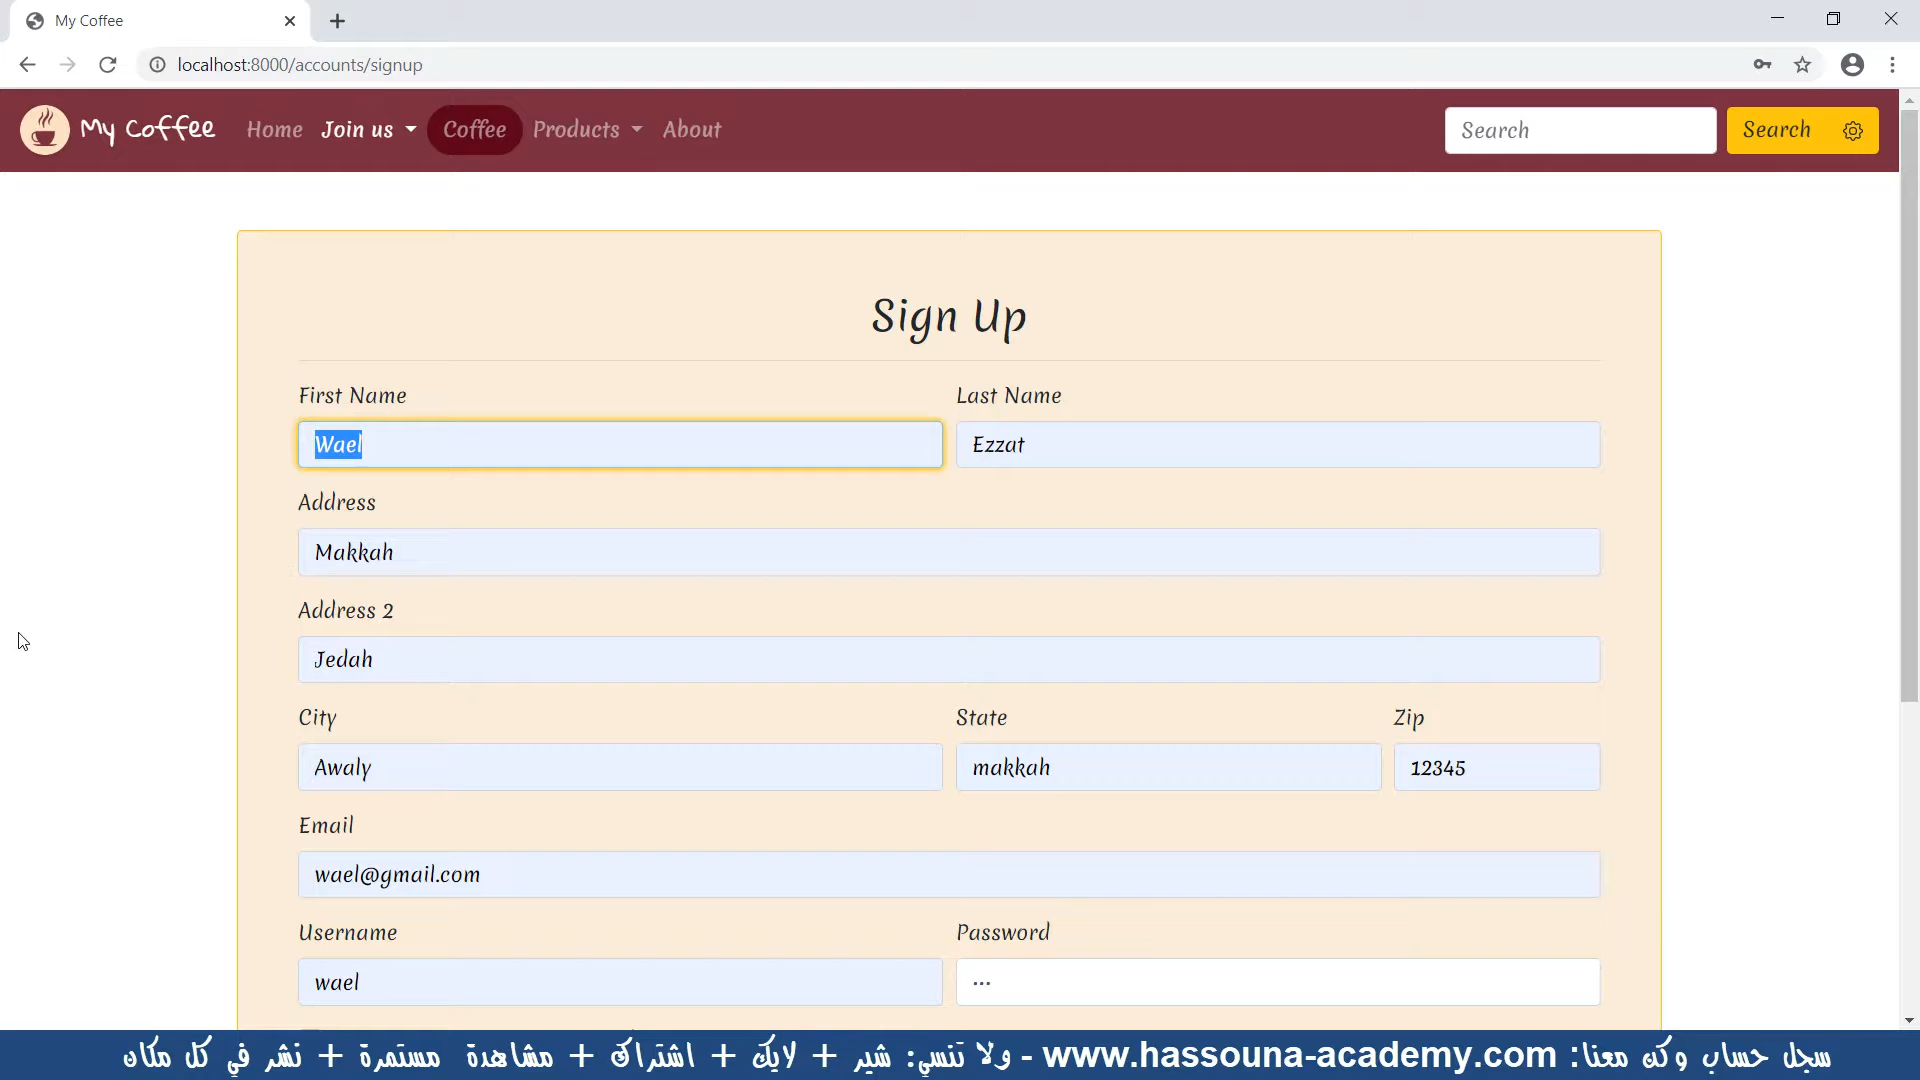 My Coffee
localhost:8000/accounts/signup
My Coffee Home Join us Coffee Products About Search Search
Sign Up
First Name Last Name
Wael Ezzat
Address
Makkah
Address 2
Jedah
City State Zip
Awaly makkah 12345
Email
wael@gmail.com
Username Password
wael ...
سجل حساب وكن معنا: www.hassouna-academy.com - ولا تنسي: شير + لايك + اشتراك + مشاهدة مستمرة + نشر في كل مكان